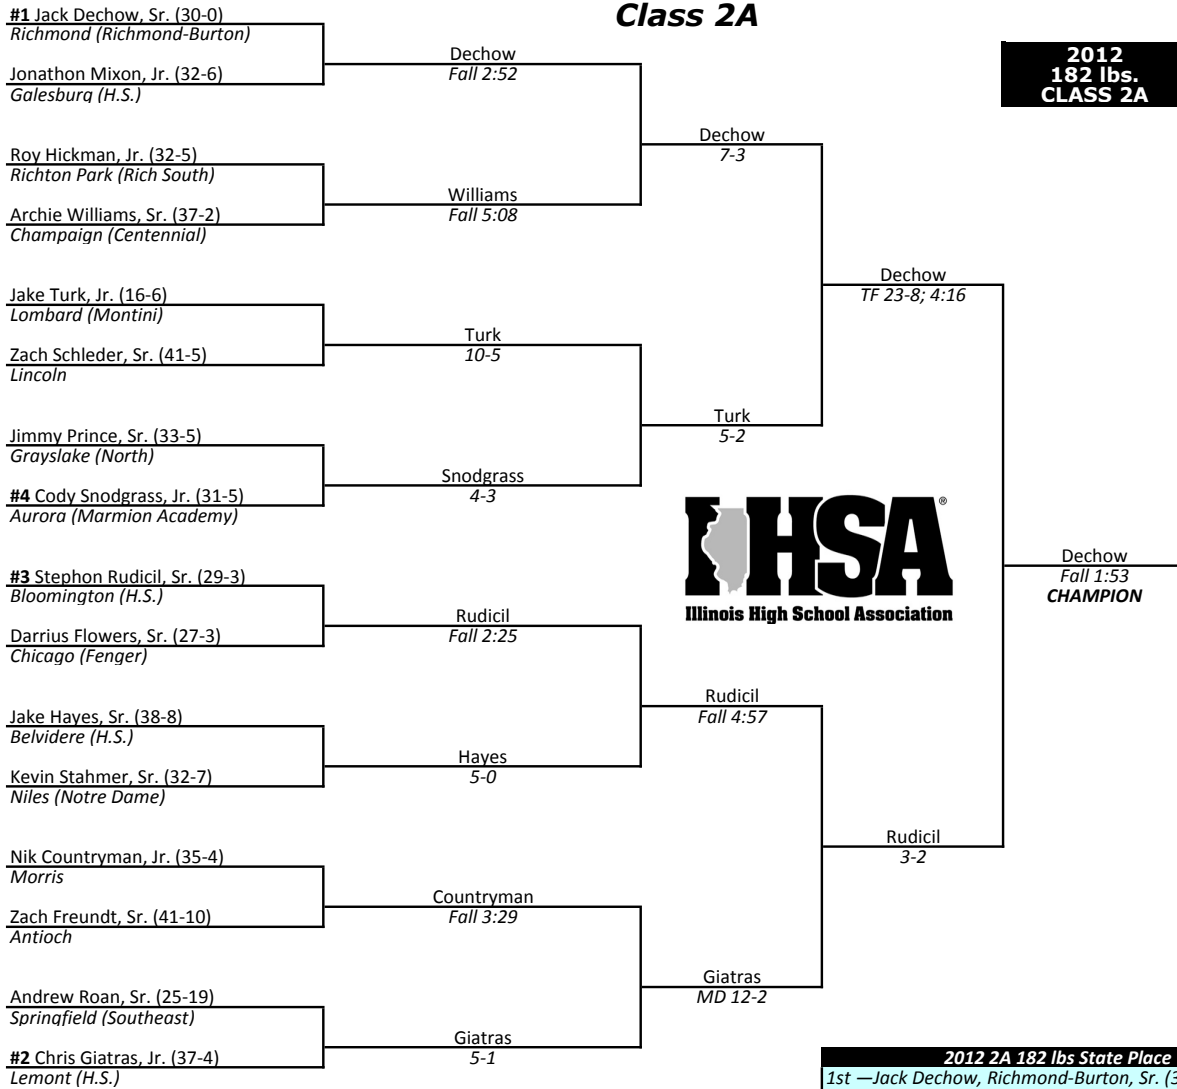 Class 2A
2012
182 lbs.
CLASS 2A
#1 Jack Dechow, Sr. (30-0)
Richmond (Richmond-Burton)
Dechow
Fall 2:52
Jonathon Mixon, Jr. (32-6)
Galesburg (H.S.)
Dechow
7-3
Roy Hickman, Jr. (32-5)
Richton Park (Rich South)
Williams
Fall 5:08
Archie Williams, Sr. (37-2)
Champaign (Centennial)
Dechow
TF 23-8; 4:16
Jake Turk, Jr. (16-6)
Lombard (Montini)
Turk
10-5
Zach Schleder, Sr. (41-5)
Lincoln
Turk
5-2
Jimmy Prince, Sr. (33-5)
Grayslake (North)
Snodgrass
4-3
#4 Cody Snodgrass, Jr. (31-5)
Aurora (Marmion Academy)
IHSA®
Illinois High School Association
Dechow
Fall 1:53
CHAMPION
#3 Stephon Rudicil, Sr. (29-3)
Bloomington (H.S.)
Rudicil
Fall 2:25
Darrius Flowers, Sr. (27-3)
Chicago (Fenger)
Rudicil
Fall 4:57
Jake Hayes, Sr. (38-8)
Belvidere (H.S.)
Hayes
5-0
Kevin Stahmer, Sr. (32-7)
Niles (Notre Dame)
Rudicil
3-2
Nik Countryman, Jr. (35-4)
Morris
Countryman
Fall 3:29
Zach Freundt, Sr. (41-10)
Antioch
Giatras
MD 12-2
Andrew Roan, Sr. (25-19)
Springfield (Southeast)
Giatras
5-1
#2 Chris Giatras, Jr. (37-4)
Lemont (H.S.)
2012 2A 182 lbs State Place
1st —Jack Dechow, Richmond-Burton, Sr. (3